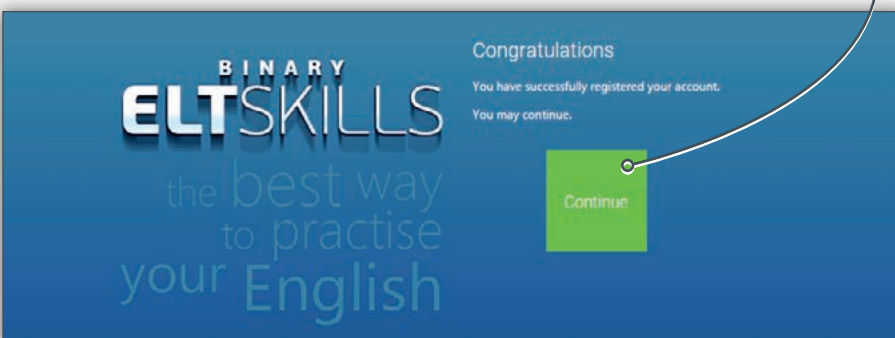 BINARY
ELTSKILLS
the best way
to practise
your English
Congratulations
You have successfully registered your account.
You may continue.
Continue